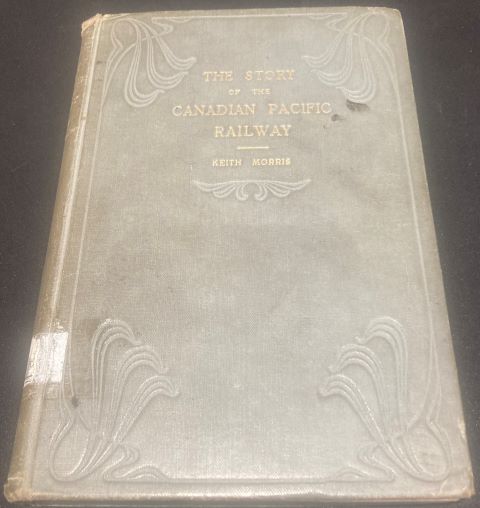 THE STORY
OF THE
CANADIAN PACIFIC
RAILWAY
KEITH MORRIS